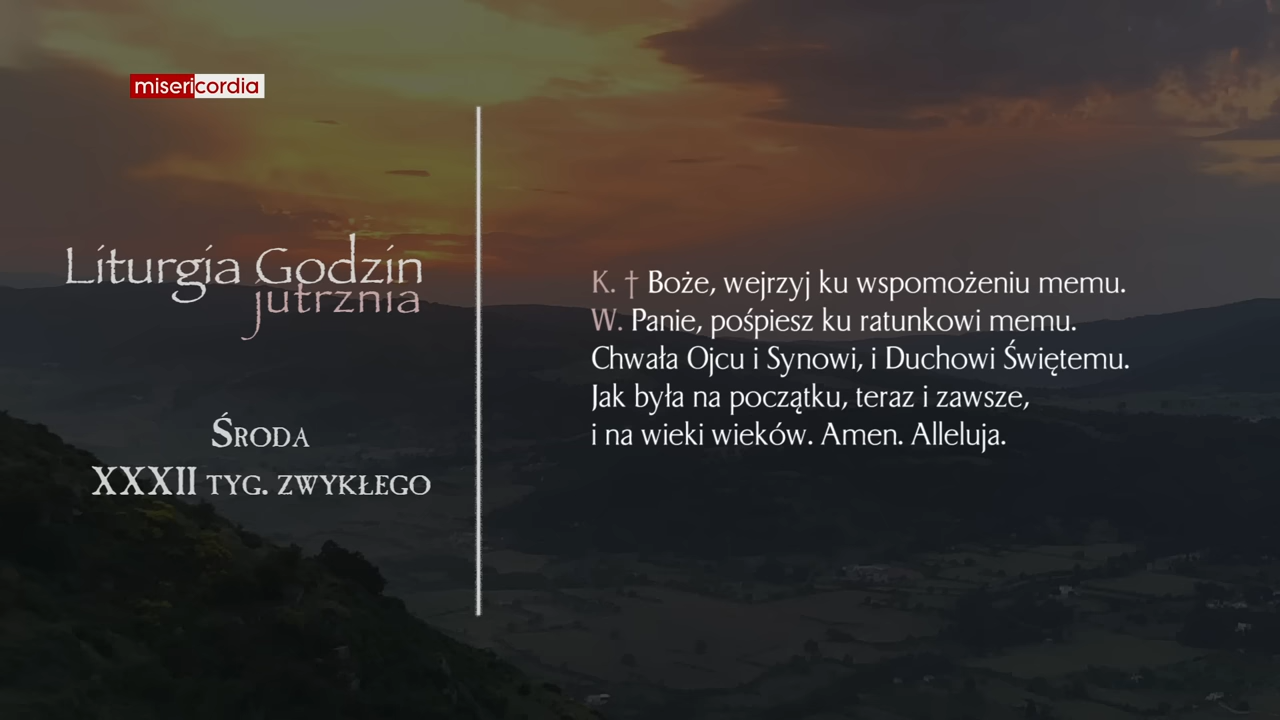 misericordia
Liturgia Godzin
jutrznia
Środa
XXXII tyg. zwykłego
K. † Boże, wejrzyj ku wspomożeniu memu.
W. Panie, pośpiesz ku ratunkowi memu.
Chwała Ojcu i Synowi, i Duchowi Świętemu.
Jak była na początku, teraz i zawsze,
i na wieki wieków. Amen. Alleluja.